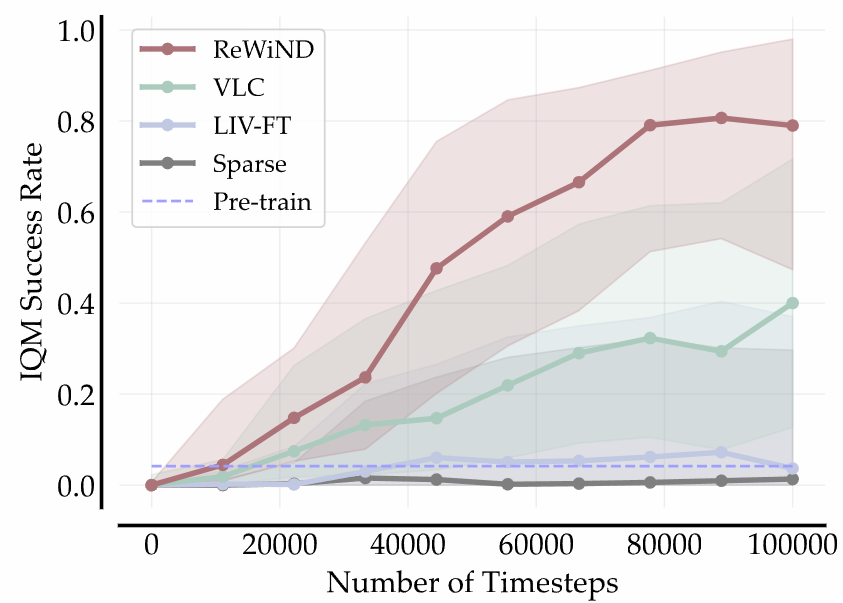 1.0
0.8
0.6
0.4
0.2
0.0
IQM Success Rate
ReWiND
VLC
LIV-FT
Sparse
Pre-train
0 20000 40000 60000 80000 100000
Number of Timesteps